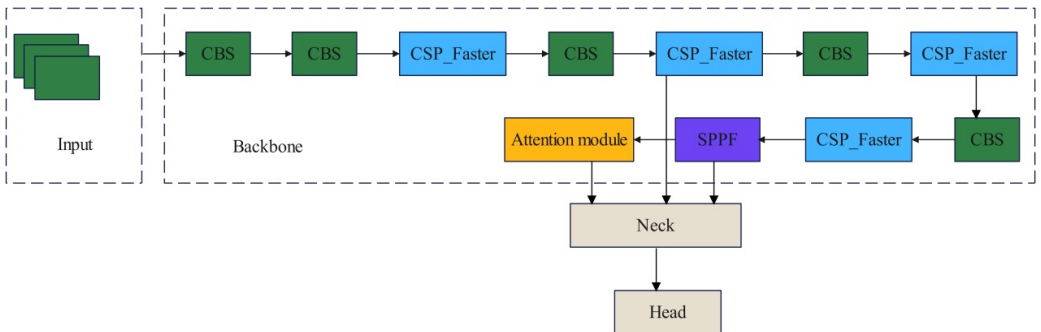 CBS
CBS
CSP_Faster
CBS
CSP_Faster
CBS
CSP_Faster
Input
Backbone
Attention module
SPPF
CSP_Faster
CBS
Neck
Head